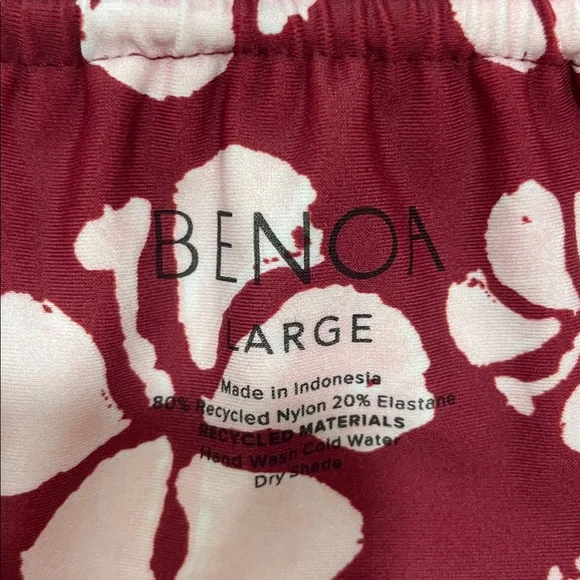 BENOA
LARGE
Made in Indonesia
80% Recycled Nylon 20% Elastane
RECYCLED MATERIALS
Hand Wash Cold Water
Dry Shade